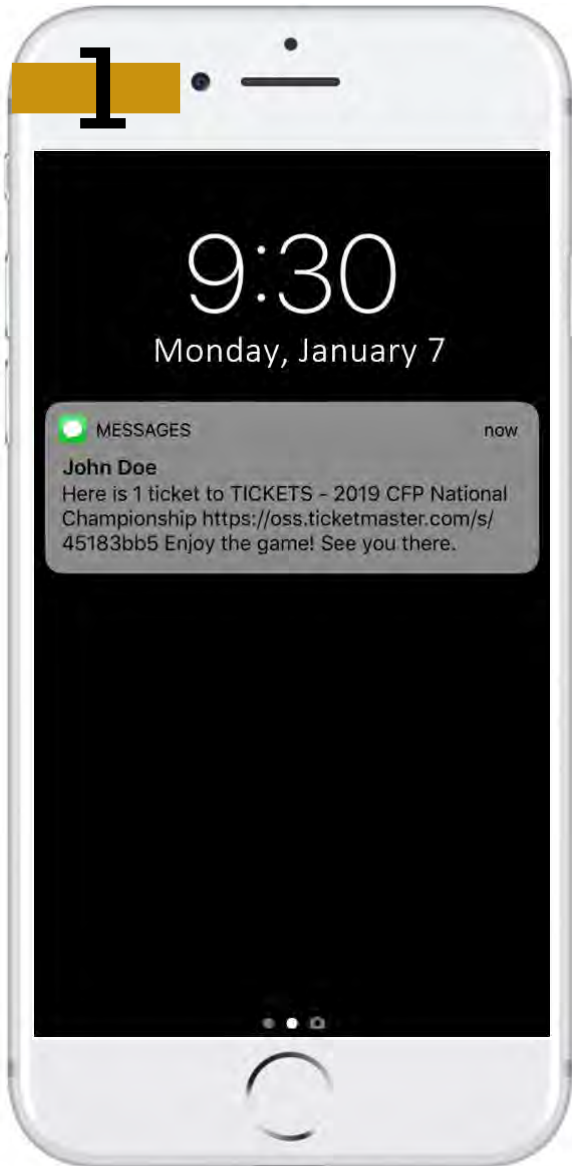 1
9:30
Monday, January 7
MESSAGES now
John Doe
Here is 1 ticket to TICKETS - 2019 CFP National
Championship https://oss.ticketmaster.com/s/
45183bb5 Enjoy the game! See you there.